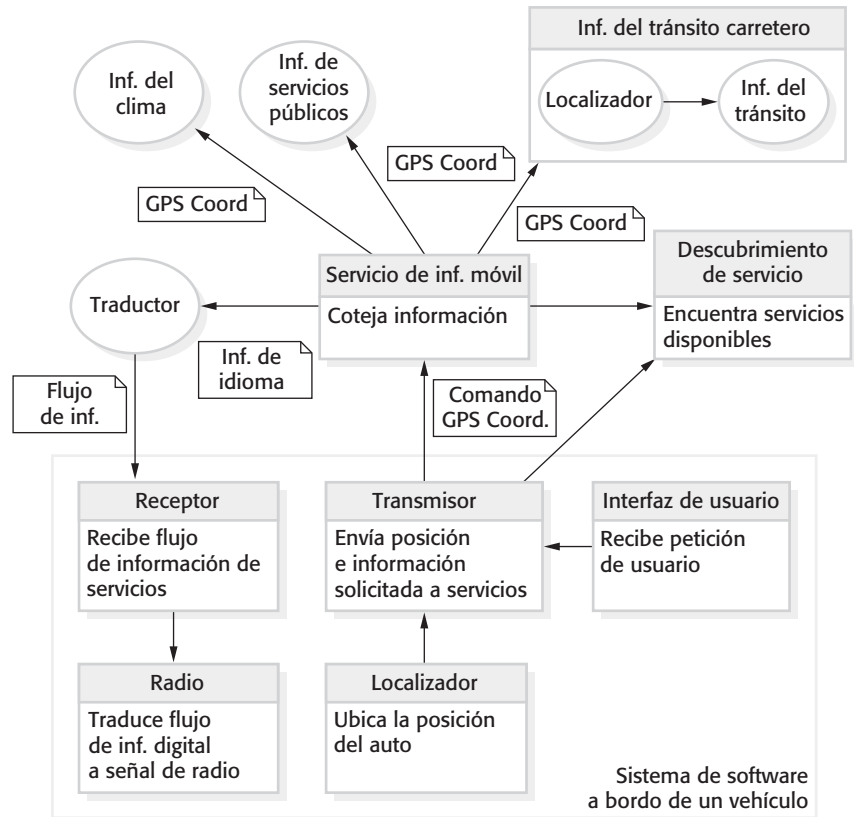 Inf. del tránsito carretero
Inf. del
clima
Inf. de
servicios
públicos
Localizador
Inf. del
tránsito
GPS Coord
GPS Coord
GPS Coord
Servicio de inf. móvil
Coteja información
Descubrimiento
de servicio
Encuentra servicios
disponibles
Traductor
Inf. de
idioma
Flujo
de inf.
Comando
GPS Coord.
Receptor
Recibe flujo
de información de
servicios
Transmisor
Envía posición
e información
solicitada a servicios
Interfaz de usuario
Recibe petición
de usuario
Radio
Traduce flujo
de inf. digital
a señal de radio
Localizador
Ubica la posición
del auto
Sistema de software
a bordo de un vehículo